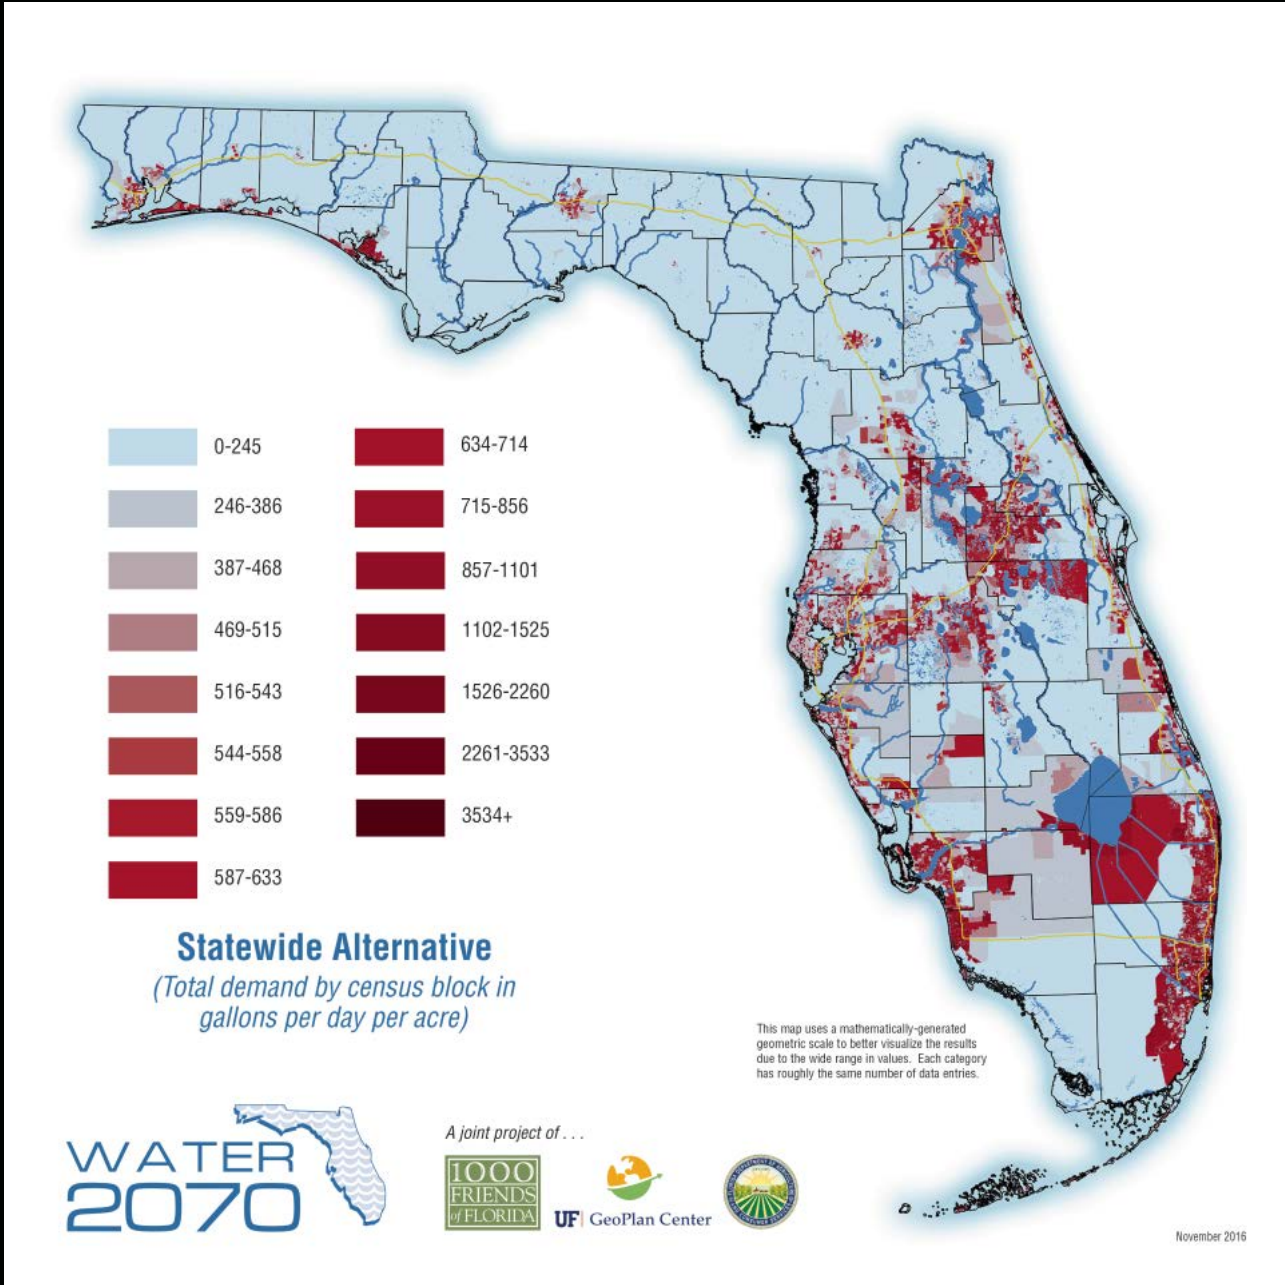 0-245
246-386
387-468
469-515
516-543
544-558
559-586
587-633
634-714
715-856
857-1101
1102-1525
1526-2260
2261-3533
3534+
Statewide Alternative
(Total demand by census block in
gallons per day per acre)
This map uses a mathematically-generated
geometric scale to better visualize the results
due to the wide range in values. Each category
has roughly the same number of data entries.
WATER
2070
A joint project of . . .
1000
FRIENDS
of FLORIDA
UF GeoPlan Center
November 2016